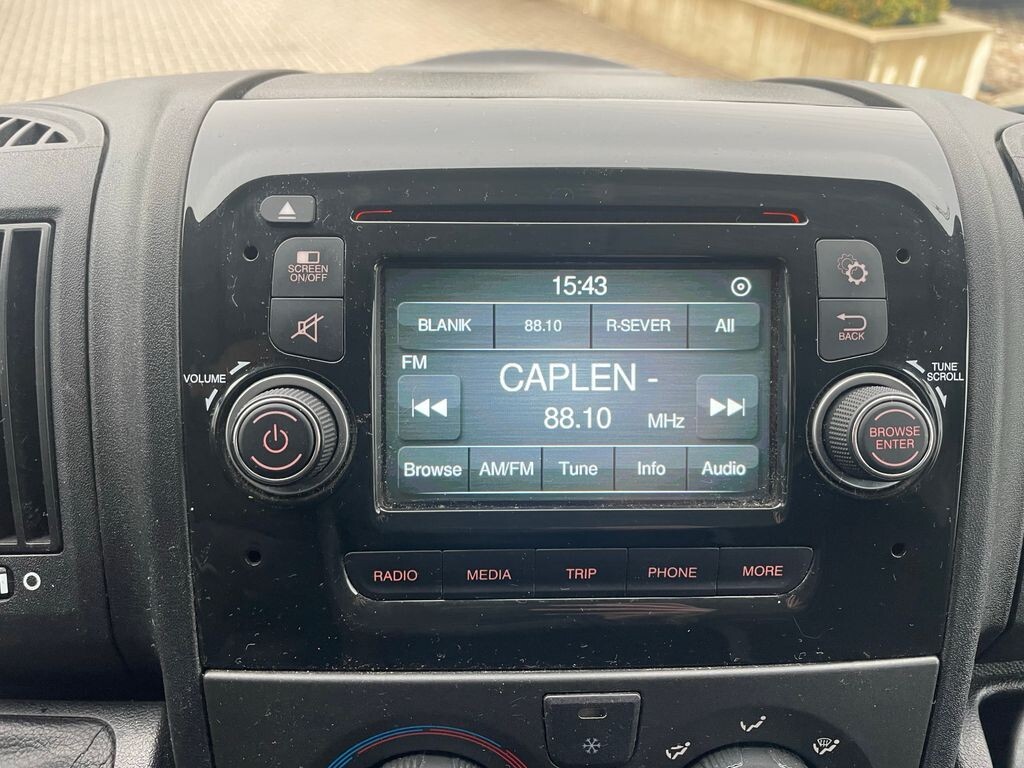 SCREEN
ON/OFF
15:43
BLANIK 88.10 R-SEVER All
BACK
FM
CAPLEN -
88.10 MHz
VOLUME
TUNE
SCROLL
BROWSE
ENTER
Browse AM/FM Tune Info Audio
RADIO MEDIA TRIP PHONE MORE